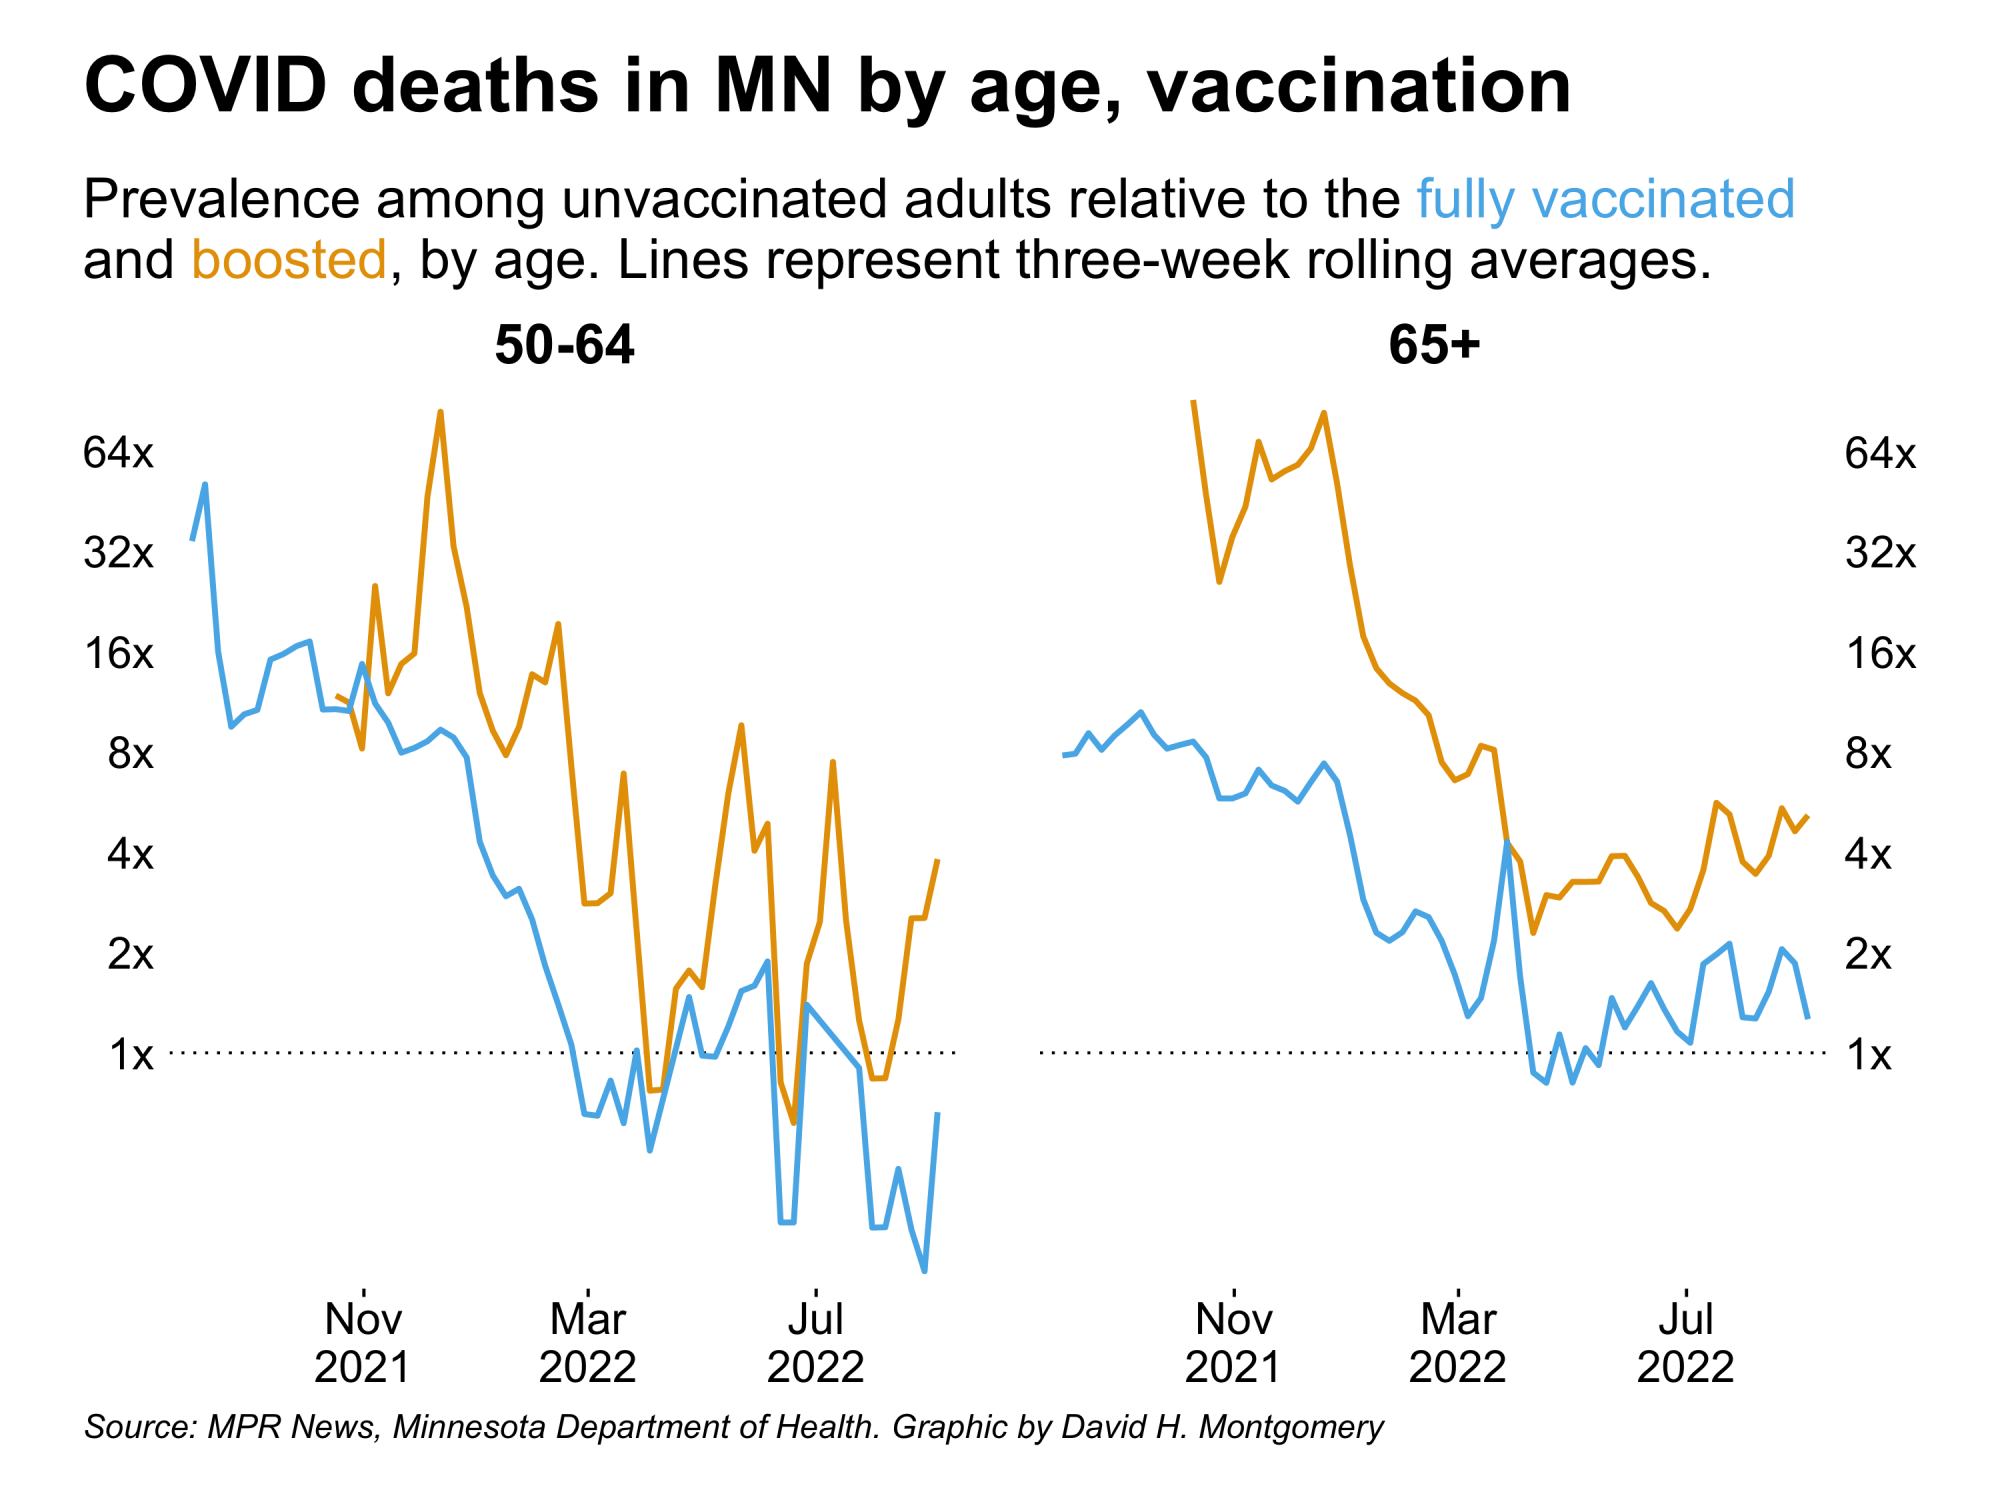 COVID deaths in MN by age, vaccination
Prevalence among unvaccinated adults relative to the fully vaccinated
and boosted, by age. Lines represent three-week rolling averages.
50-64
65+
64x
32x
16x
8x
4x
2x
1x
64x
32x
16x
8x
4x
2x
1x
Nov
2021
Mar
2022
Jul
2022
Nov
2021
Mar
2022
Jul
2022
Source: MPR News, Minnesota Department of Health. Graphic by David H. Montgomery